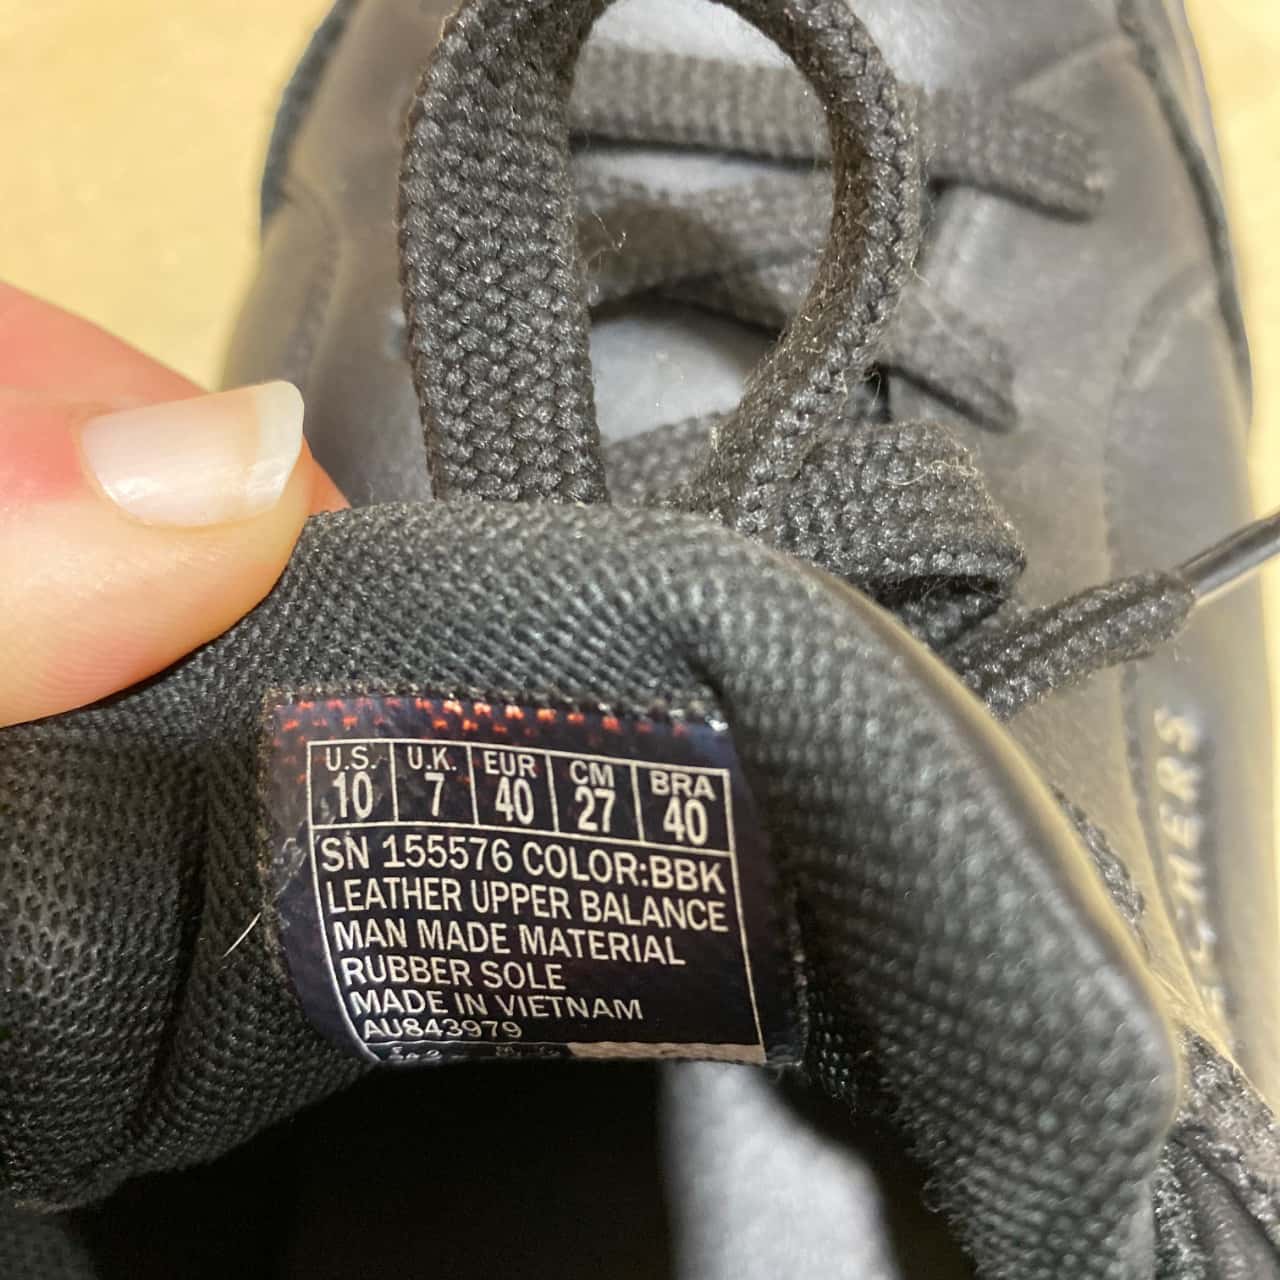 U.S. U.K. EUR CM BRA
10 7 40 27 40
SN 155576 COLOR:BBK
LEATHER UPPER BALANCE
MAN MADE MATERIAL
RUBBER SOLE
MADE IN VIETNAM
AU843979